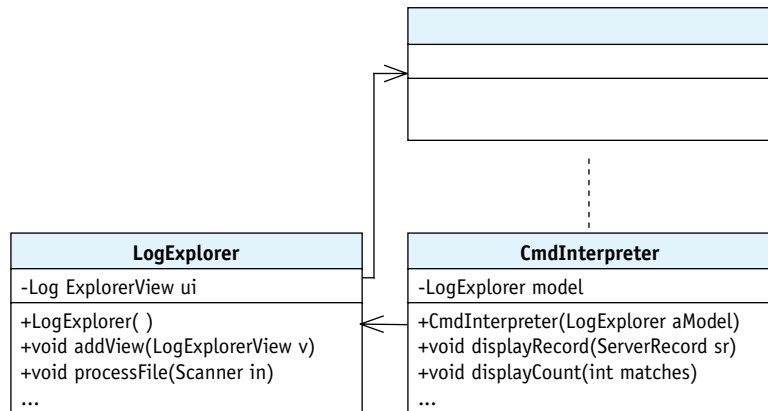 LogExplorer
-Log ExplorerView ui
+LogExplorer( )
+void addView(LogExplorerView v)
+void processFile(Scanner in)
...
CmdInterpreter
-LogExplorer model
+CmdInterpreter(LogExplorer aModel)
+void displayRecord(ServerRecord sr)
+void displayCount(int matches)
...